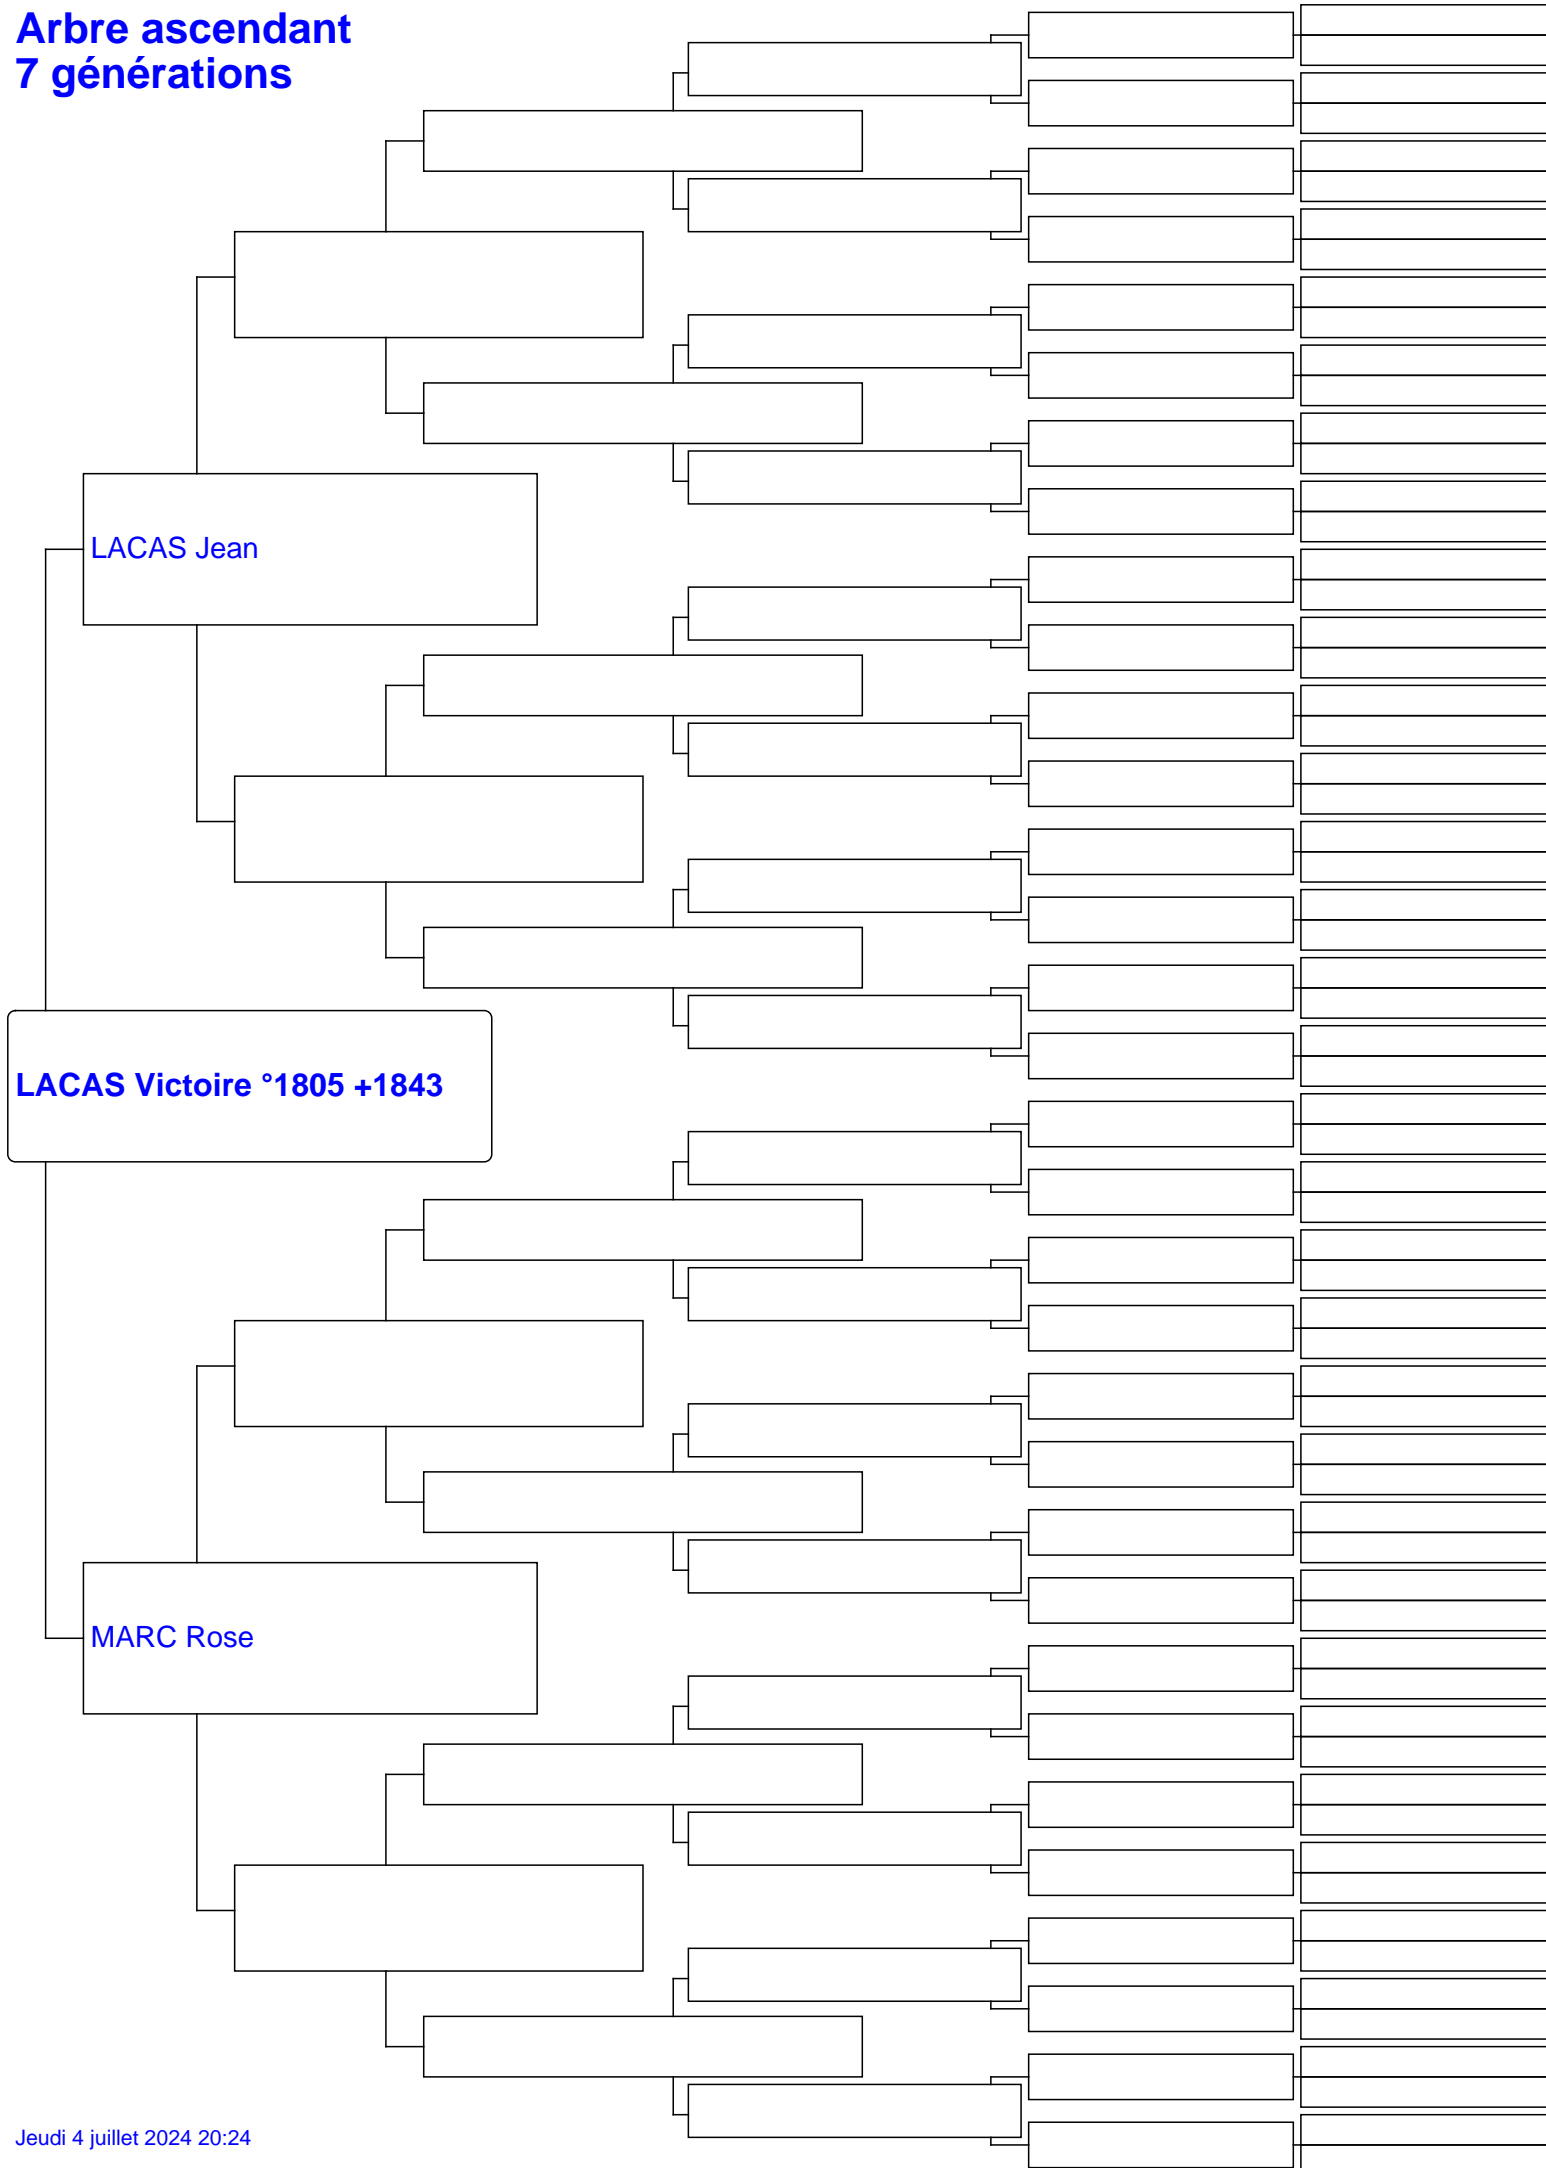 Arbre ascendant
7 générations
LACAS Jean
LACAS Victoire °1805 +1843
MARC Rose
Jeudi 4 juillet 2024 20:24